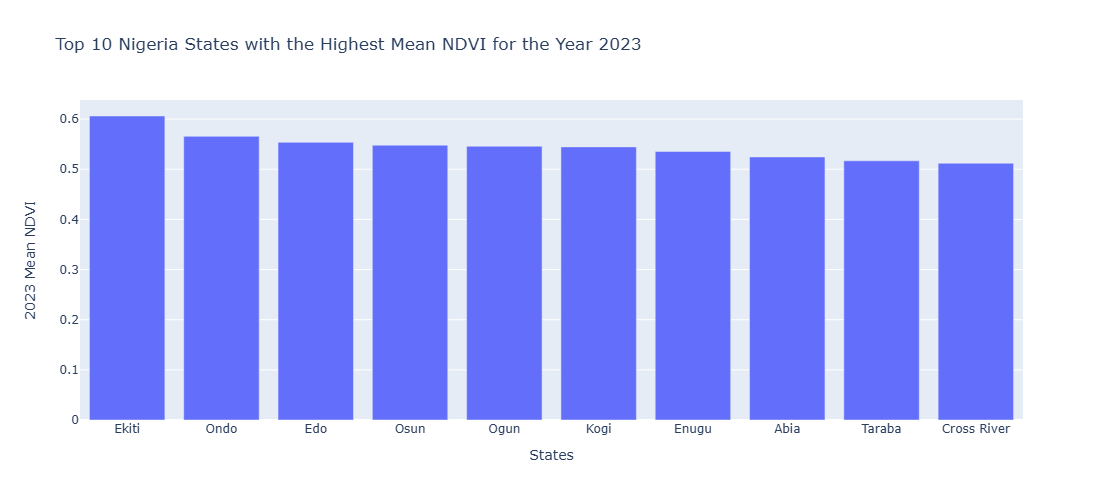 Top 10 Nigeria States with the Highest Mean NDVI for the Year 2023
2023 Mean NDVI
0.6
0.5
0.4
0.3
0.2
0.1
0
Ekiti Ondo Edo Osun Ogun Kogi Enugu Abia Taraba Cross River
States